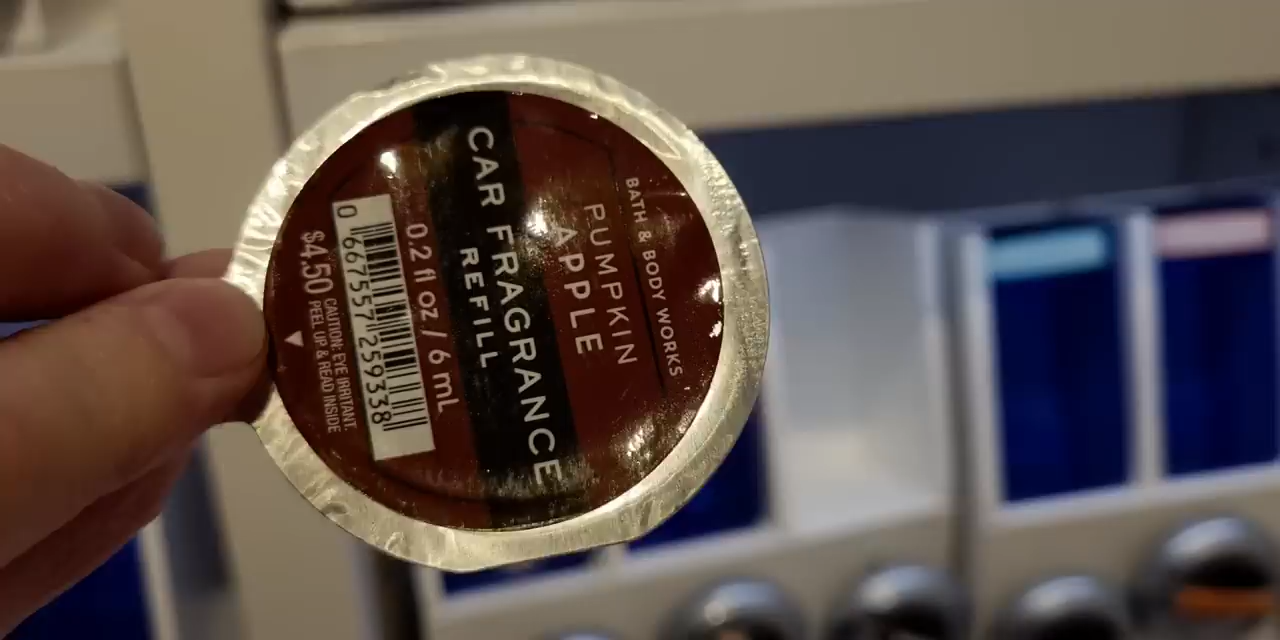 BATH & BODY WORKS
PUMPKIN
APPLE
CAR FRAGRANCE
REFILL
0.2 fl oz / 6 mL
0 667557 259338
$4.50
CAUTION: EYE IRRITANT.
PEEL UP & READ INSIDE